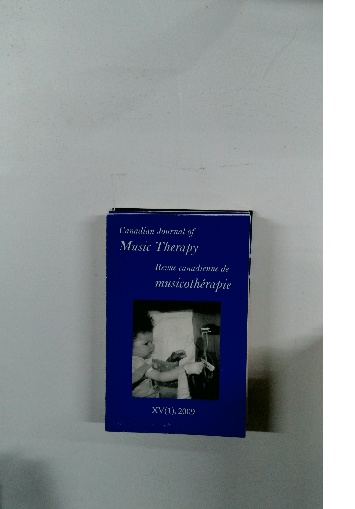 Canadian Journal of
Music Therapy
Revue canadienne de
musicothérapie
XV(1), 2009